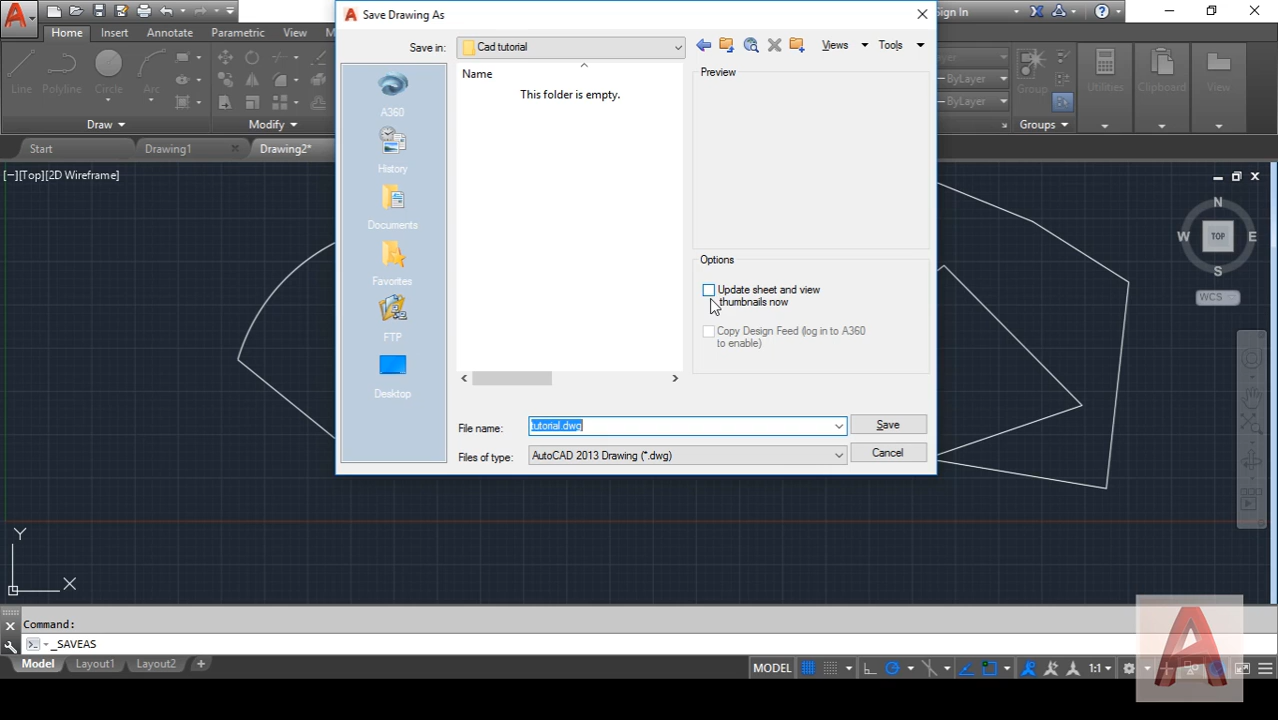 Save Drawing As
Sign In
Home Insert Annotate Parametric View M
Save in: Cad tutorial
Views Tools
Line Polyline Circle Arc
Draw Modify
ByLayer
ByLayer
Group
Utilities Clipboard View
Groups
Start Drawing1 Drawing2*
[−][Top][2D Wireframe]
Name
This folder is empty.
Preview
A360
History
Documents
Favorites
FTP
Desktop
Options
Update sheet and view
thumbnails now
Copy Design Feed (log in to A360
to enable)
File name: tutorial.dwg Save
Files of type: AutoCAD 2013 Drawing (*.dwg) Cancel
N
W TOP E
S
WCS
Y
X
Command:
_SAVEAS
Model Layout1 Layout2 +
MODEL 1:1